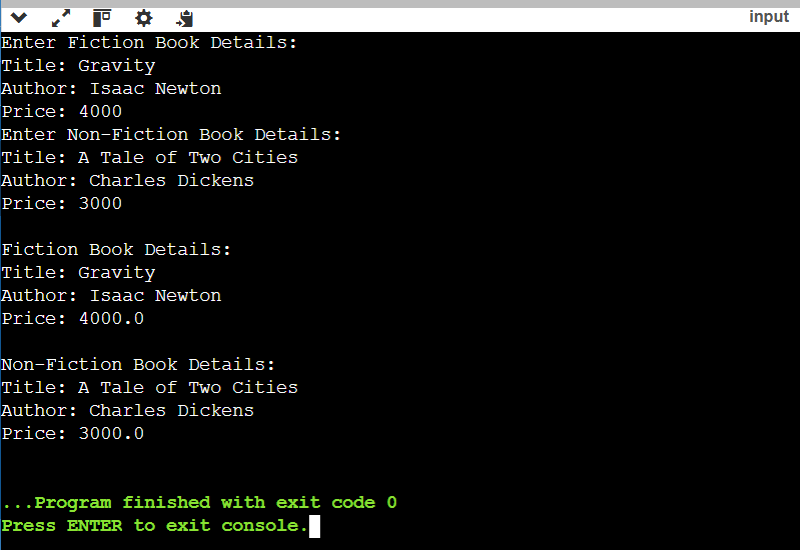 input
Enter Fiction Book Details:
Title: Gravity
Author: Isaac Newton
Price: 4000
Enter Non-Fiction Book Details:
Title: A Tale of Two Cities
Author: Charles Dickens
Price: 3000
Fiction Book Details:
Title: Gravity
Author: Isaac Newton
Price: 4000.0
Non-Fiction Book Details:
Title: A Tale of Two Cities
Author: Charles Dickens
Price: 3000.0
...Program finished with exit code 0
Press ENTER to exit console.